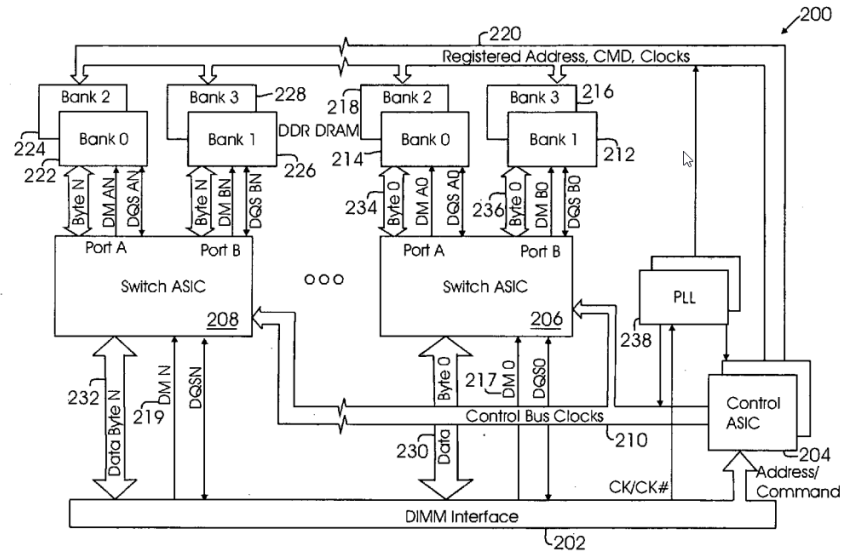 200
220
Registered Address, CMD, Clocks
Bank 2
Bank 3
228
218
Bank 2
Bank 3
216
224
Bank 0
Bank 1
DDR DRAM
Bank 0
Bank 1
212
222
226
214
Byte N
DM AN
DQS AN
Byte N
DM BN
DQS BN
234
Byte 0
DM A0
DQS A0
236
Byte 0
DM B0
DQS B0
Port A
Port B
Port A
Port B
Switch ASIC
208
Switch ASIC
206
PLL
238
232
Data Byte N
DM N
219
DQSN
230
Data
Byte 0
217
DM 0
DQS0
Control Bus Clocks
210
Control
ASIC
204
CK/CK#
Address/
Command
DIMM Interface
202